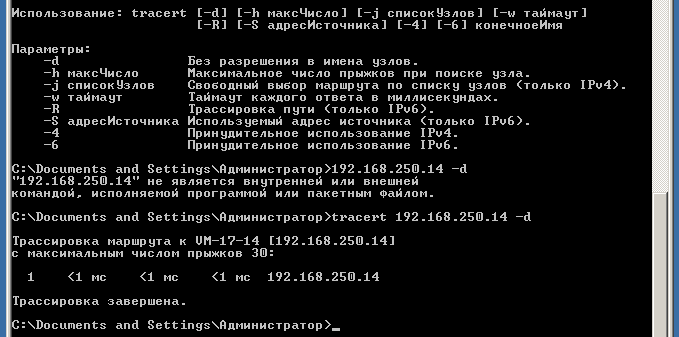 Использование: tracert [-d] [-h максЧисло] [-j списокУзлов] [-w таймаут]
[-R] [-S адресИсточника] [-4] [-6] конечноеИмя
Параметры:
-d Без разрешения в имена узлов.
-h максЧисло Максимальное число прыжков при поиске узла.
-j списокУзлов Свободный выбор маршрута по списку узлов (только IPv4).
-w таймаут Таймаут каждого ответа в миллисекундах.
-R Трассировка пути (только IPv6).
-S адресИсточника Используемый адрес источника (только IPv6).
-4 Принудительное использование IPv4.
-6 Принудительное использование IPv6.
C:\Documents and Settings\Администратор>192.168.250.14 -d
"192.168.250.14" не является внутренней или внешней
командой, исполняемой программой или пакетным файлом.
C:\Documents and Settings\Администратор>tracert 192.168.250.14 -d
Трассировка маршрута к VM-17-14 [192.168.250.14]
с максимальным числом прыжков 30:
1 <1 мс <1 мс <1 мс 192.168.250.14
Трассировка завершена.
C:\Documents and Settings\Администратор>_